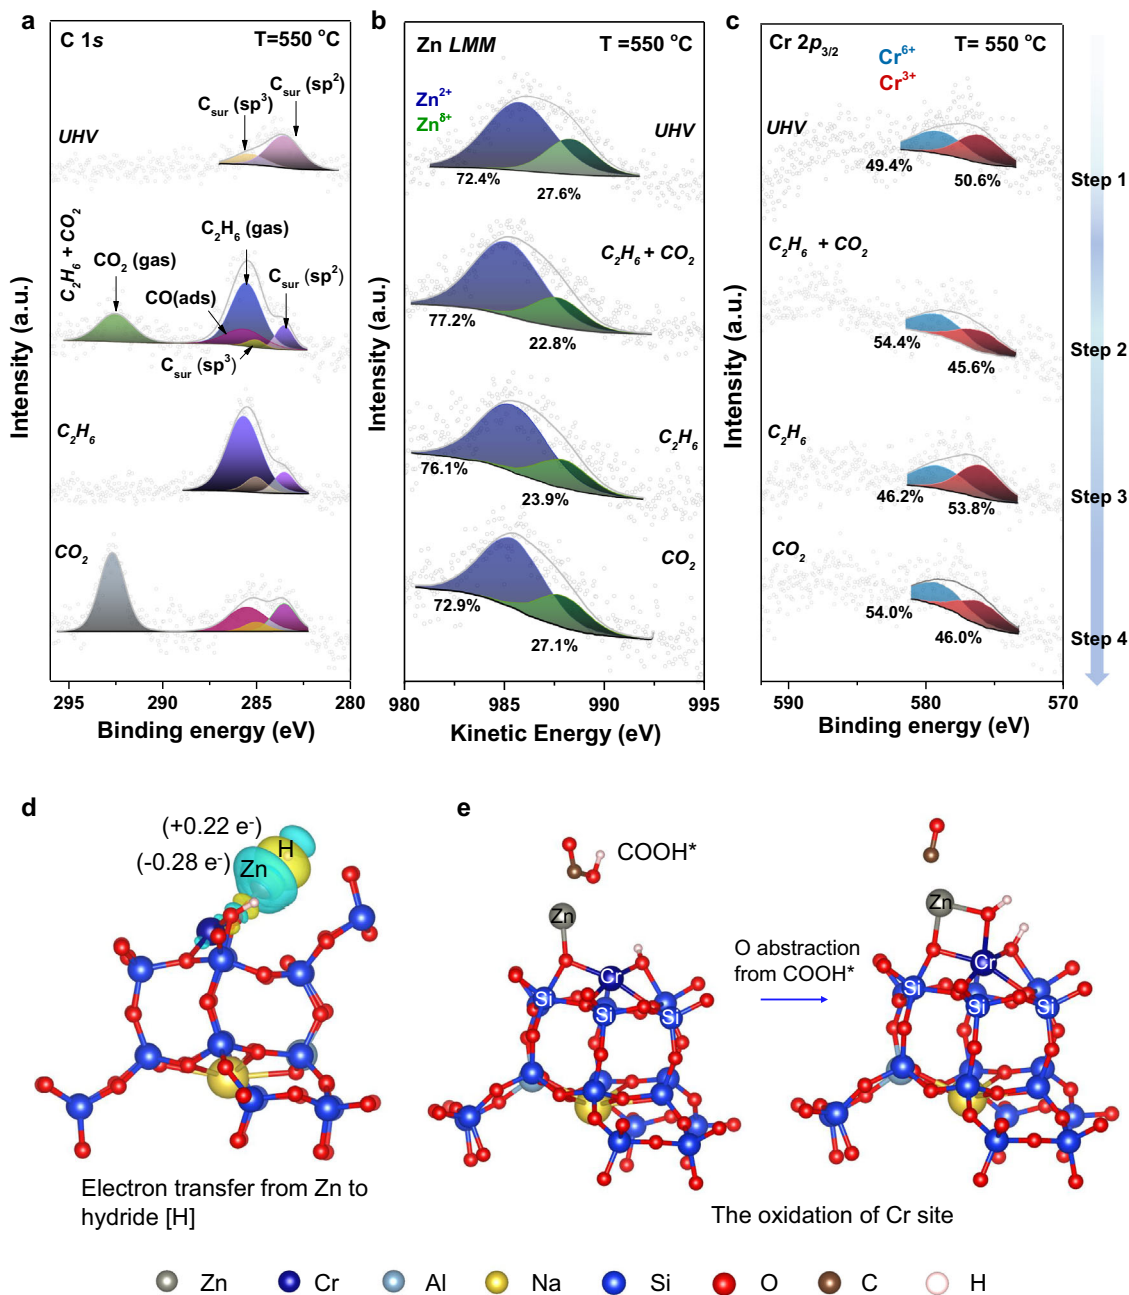 a
C 1s
T=550 °C
Csur (sp2)
Csur (sp3)
UHV
C2H6 (gas)
CO2 (gas)
Csur (sp2)
CO(ads)
Csur (sp3)
C2H6 + CO2
C2H6
CO2
Intensity (a.u.)
295
290
285
280
Binding energy (eV)
b
Zn LMM
T =550 °C
Zn2+
Znδ+
UHV
72.4%
27.6%
C2H6 + CO2
77.2%
22.8%
C2H6
76.1%
23.9%
CO2
72.9%
27.1%
Intensity (a.u.)
980
985
990
995
Kinetic Energy (eV)
c
Cr 2p3/2
T= 550 °C
Cr6+
Cr3+
UHV
49.4%
50.6%
C2H6 + CO2
54.4%
45.6%
C2H6
46.2%
53.8%
CO2
54.0%
46.0%
Intensity (a.u.)
590
580
570
Binding energy (eV)
Step 1
Step 2
Step 3
Step 4
d
(+0.22 e-)
H
(-0.28 e-)
Zn
Electron transfer from Zn to
hydride [H]
e
COOH*
Zn
Cr
Si
Si
Si
O abstraction
from COOH*
Zn
Cr
Si
Si
Si
The oxidation of Cr site
Zn
Cr
Al
Na
Si
O
C
H